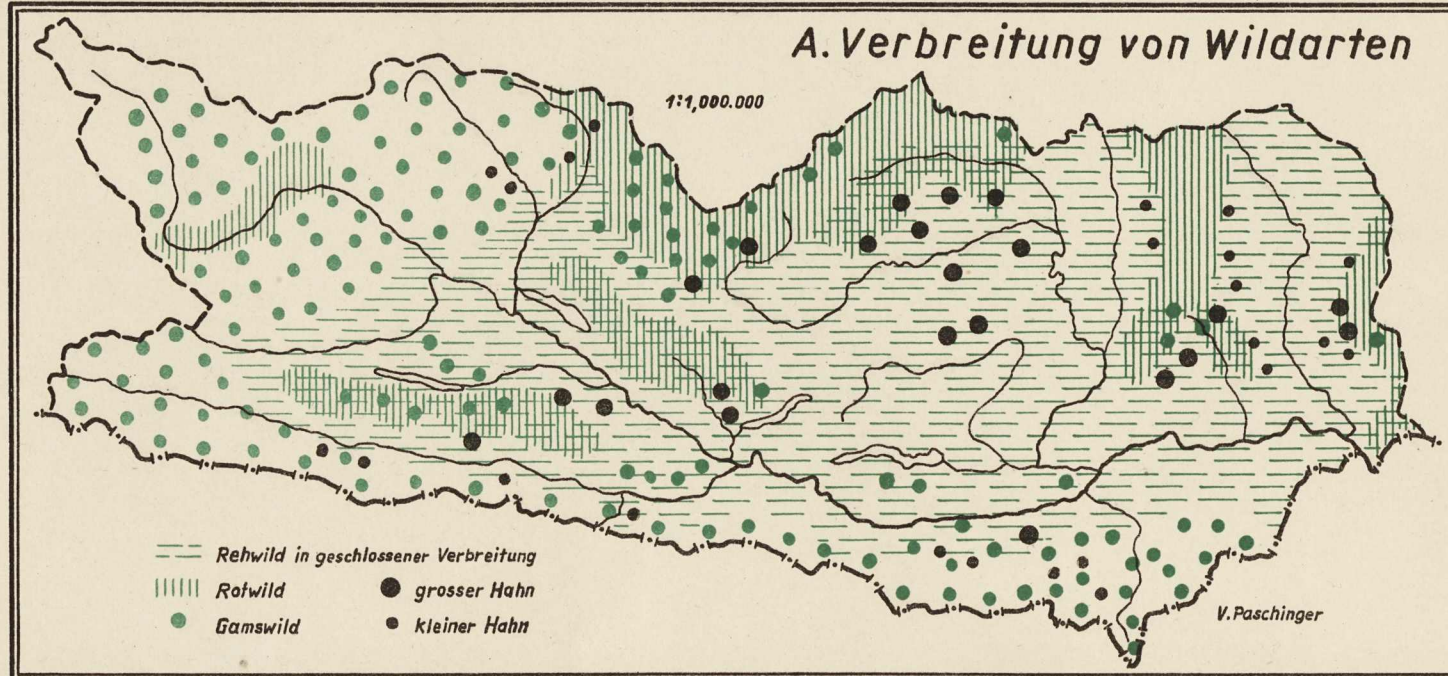 A. Verbreitung von Wildarten
1:1,000.000
Rehwild in geschlossener Verbreitung
Rotwild
grosser Hahn
Gamswild
kleiner Hahn
V. Paschinger